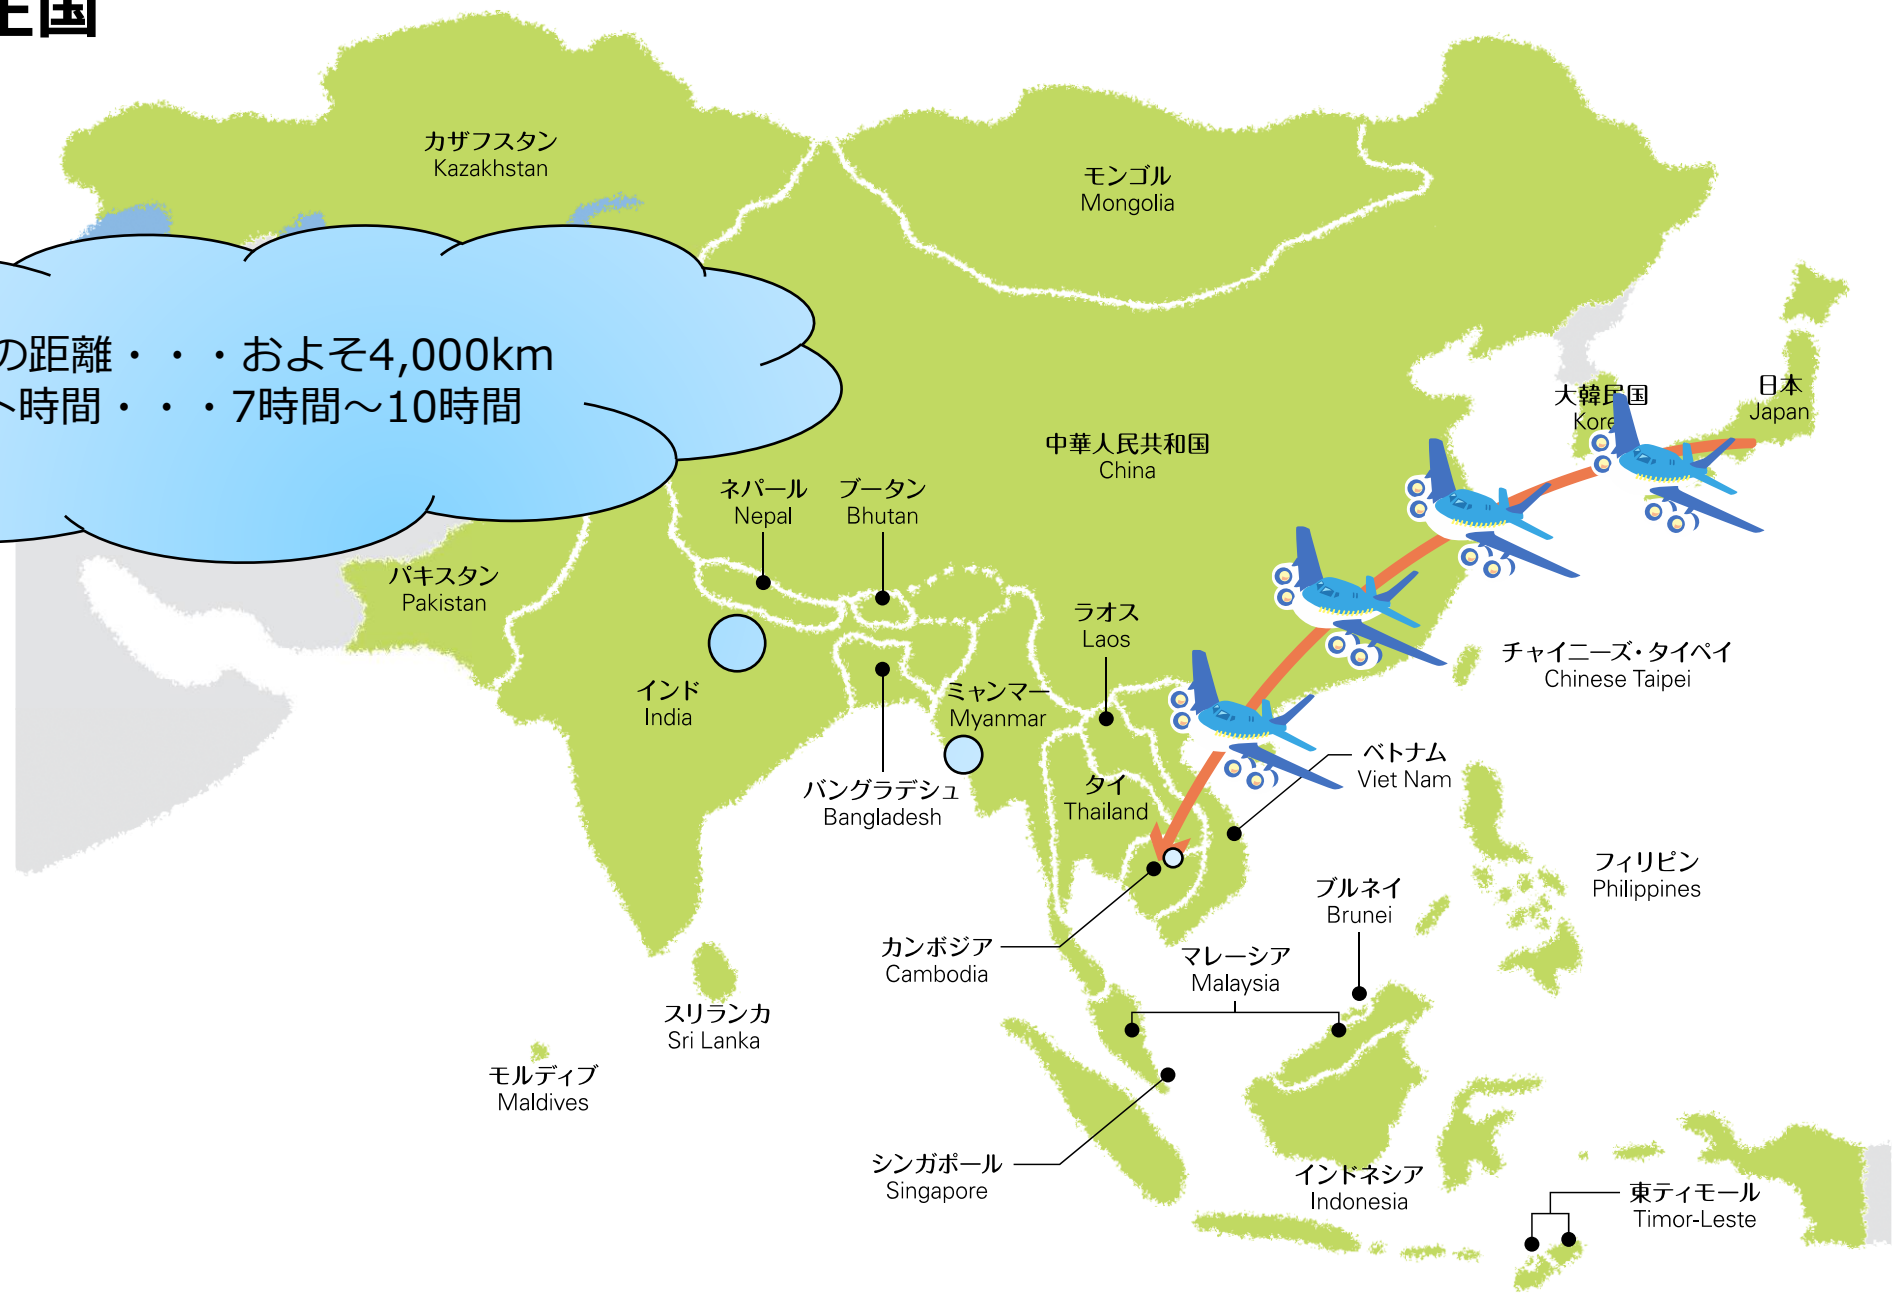 王国
カザフスタン
Kazakhstan
モンゴル
Mongolia
の距離・・・およそ4,000km
ト時間・・・7時間～10時間
大韓民国
Kore
日本
Japan
中華人民共和国
China
ネパール
Nepal
ブータン
Bhutan
パキスタン
Pakistan
ラオス
Laos
チャイニーズ・タイペイ
Chinese Taipei
インド
India
ミャンマー
Myanmar
バングラデシュ
Bangladesh
タイ
Thailand
ベトナム
Viet Nam
フィリピン
Philippines
ブルネイ
Brunei
カンボジア
Cambodia
マレーシア
Malaysia
スリランカ
Sri Lanka
モルディブ
Maldives
シンガポール
Singapore
インドネシア
Indonesia
東ティモール
Timor-Leste